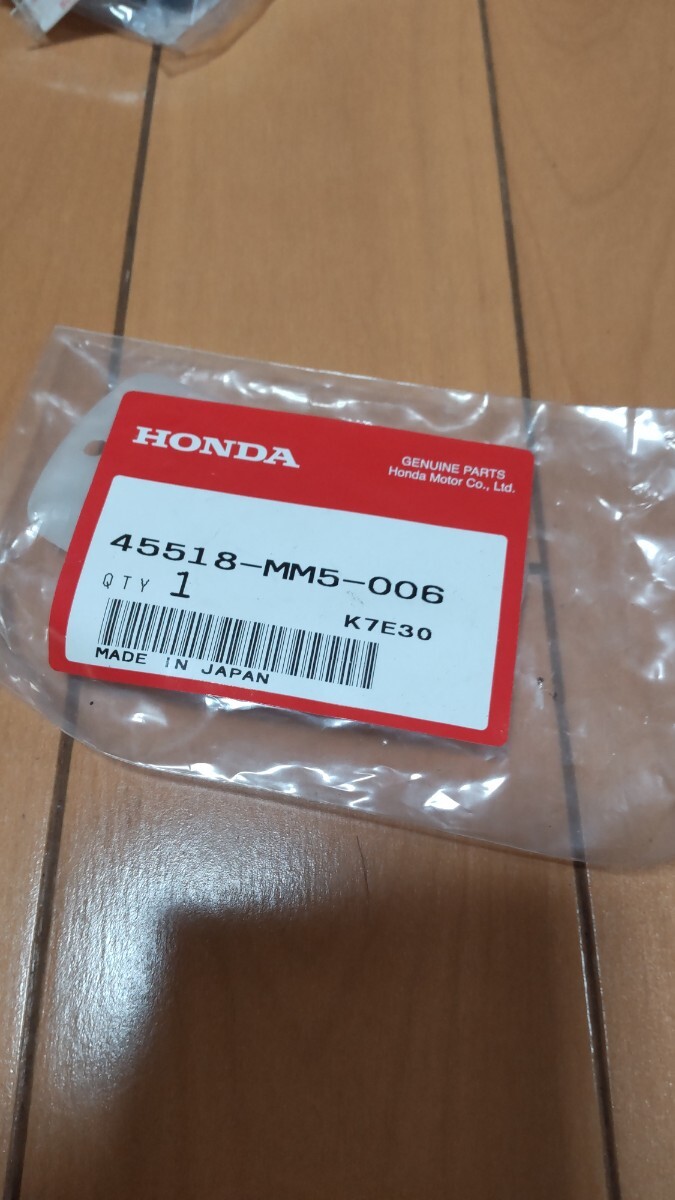 HONDA
GENUINE PARTS
Honda Motor Co., Ltd.
45518-MM5-006
QTY 1
K7E30
MADE IN JAPAN